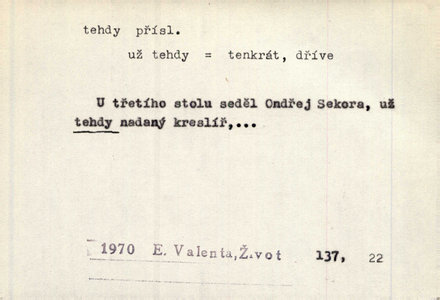 tehdy přísl.
už tehdy = tenkrát, dříve
U třetího stolu seděl Ondřej Sekora, už
tehdy nadaný kreslíř,...
1970 E. Valenta,Život 137, 22